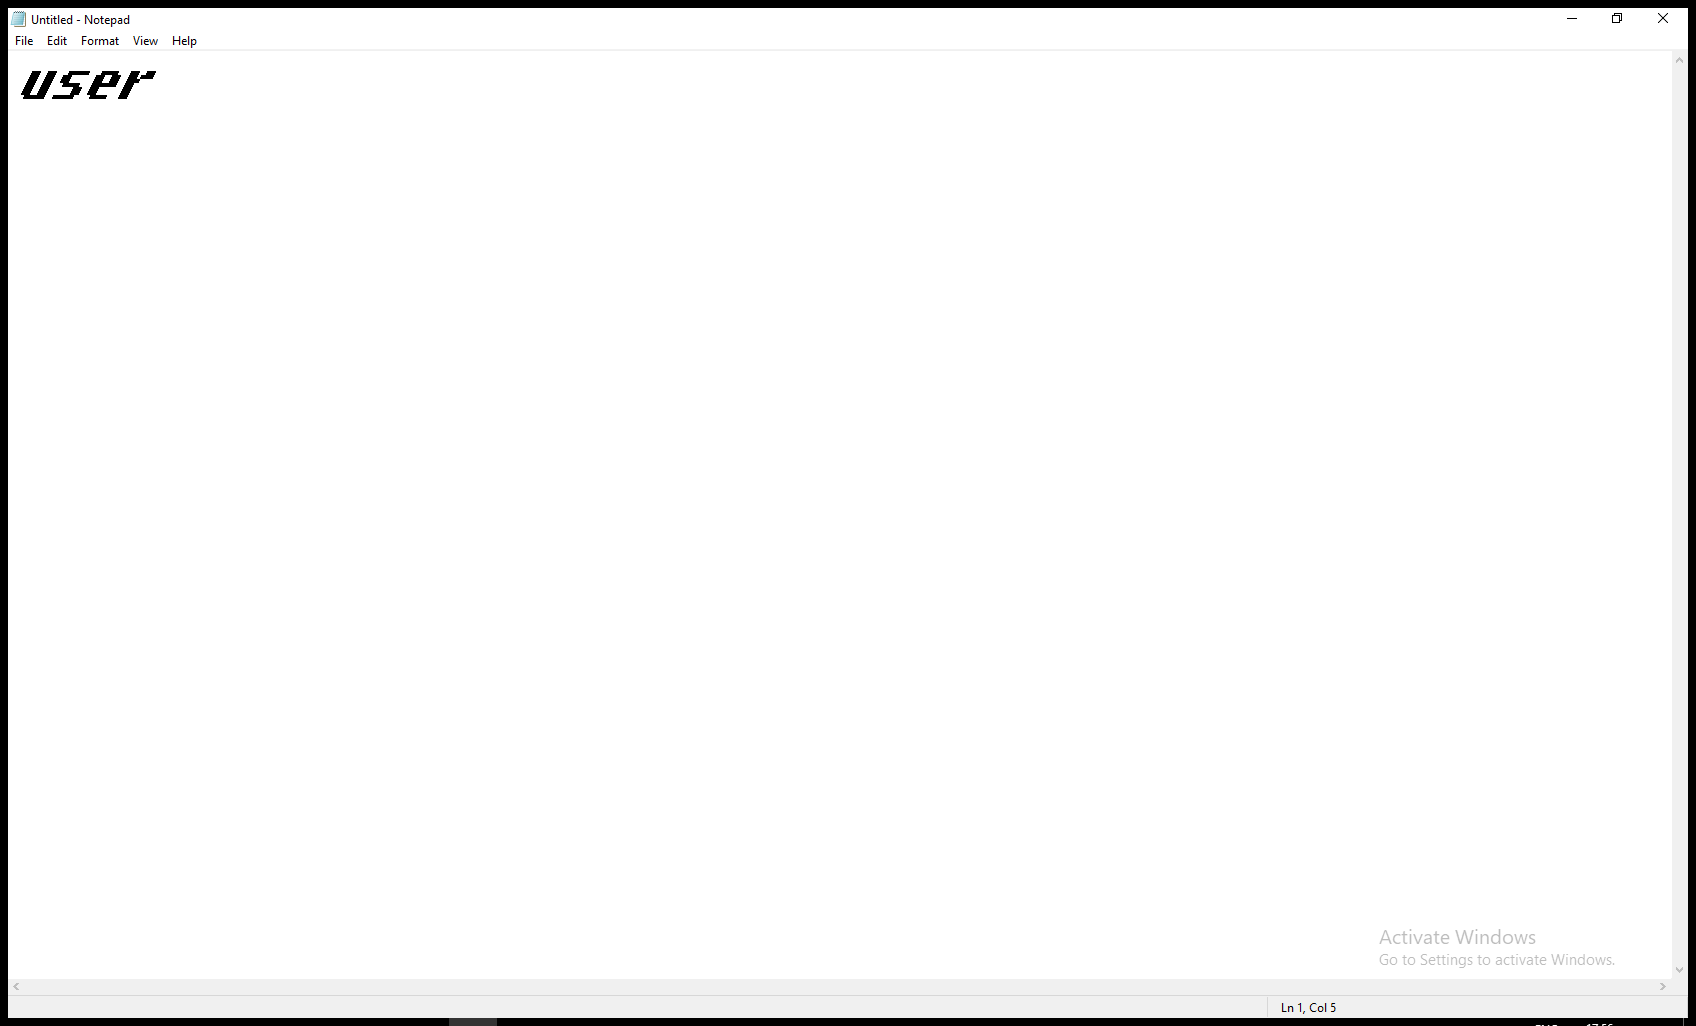 Untitled - Notepad
File Edit Format View Help
user
Activate Windows
Go to Settings to activate Windows.
Ln 1, Col 5